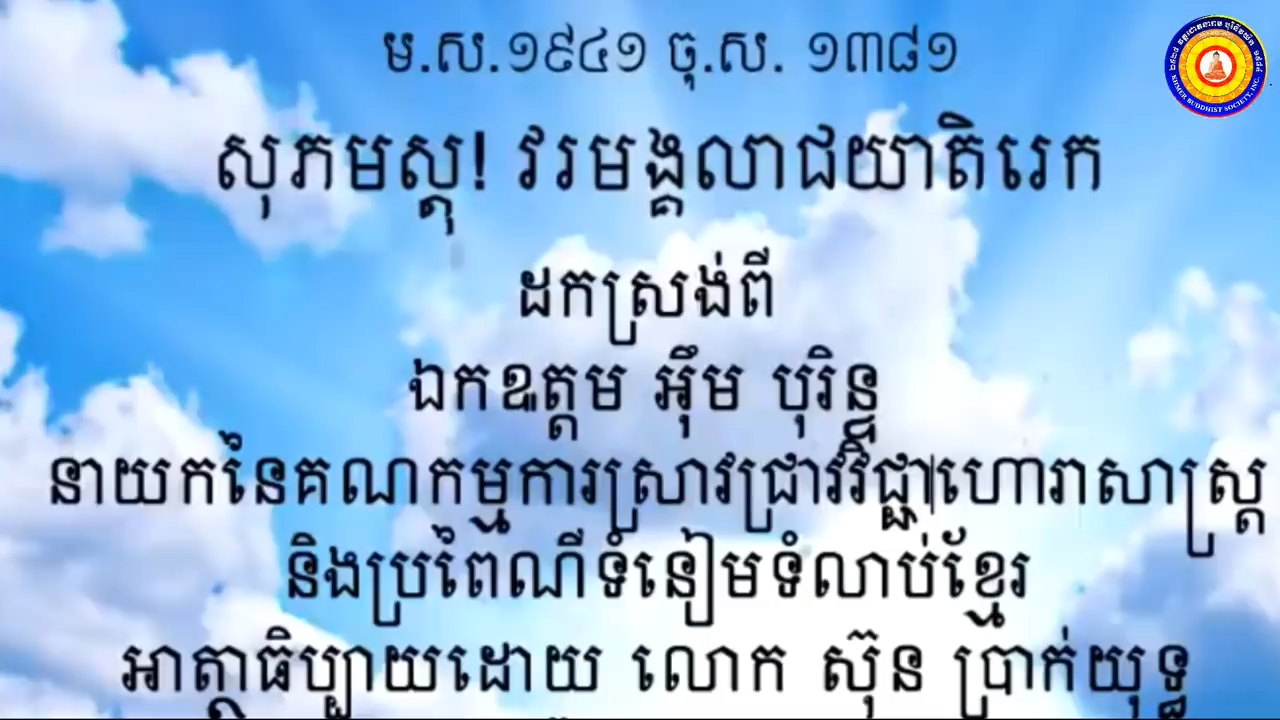 ម.ស.១៩៤១ ចុ.ស. ១៣៨១
សុភមស្តុ! វរមង្គលាជយាតិរេក
ដកស្រង់ពី
ឯកឧត្តម អ៊ឹម បុរិន្ទ
នាយកនៃគណកម្មការស្រាវជ្រាវវិជ្ជាហោរាសាស្ត្រ
និងប្រពៃណីទំនៀមទំលាប់ខ្មែរ
អាត្ថាធិប្បាយដោយ លោក ស៊ុន ប្រាក់យុទ្ធ
KHMER BUDDHIST SOCIETY, INC.